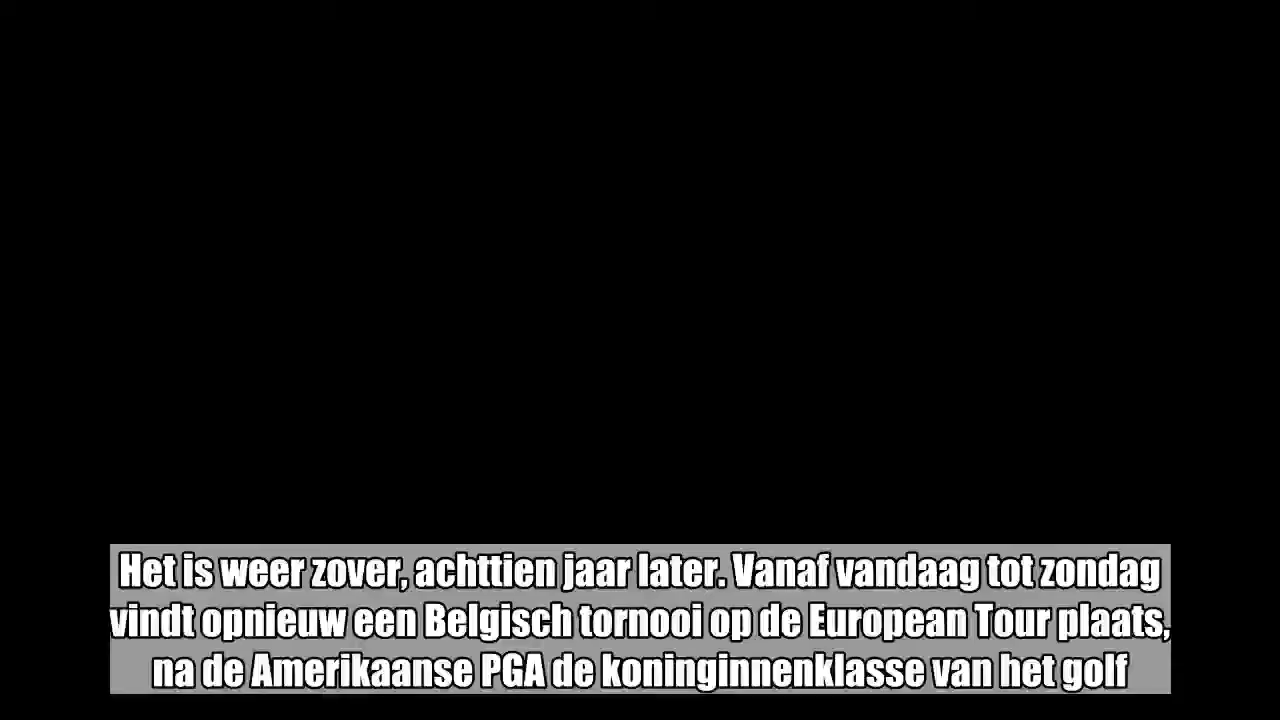 Het is weer zover, achttien jaar later. Vanaf vandaag tot zondag
vindt opnieuw een Belgisch tornooi op de European Tour plaats,
na de Amerikaanse PGA de koninginnenklasse van het golf